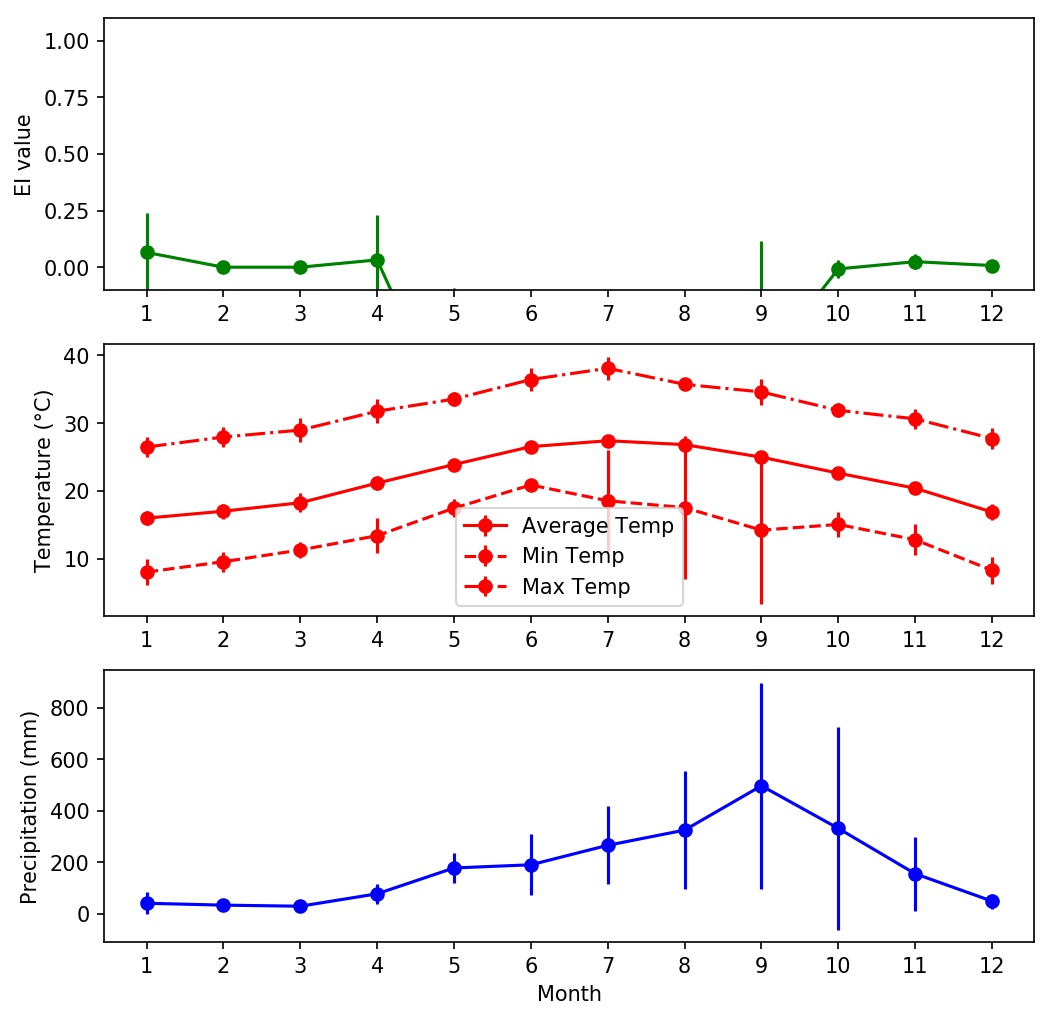 EI value
1.00
0.75
0.50
0.25
0.00
1 2 3 4 5 6 7 8 9 10 11 12
Temperature (°C)
40
30
20
10
Average Temp
Min Temp
Max Temp
1 2 3 4 5 6 7 8 9 10 11 12
Precipitation (mm)
800
600
400
200
0
1 2 3 4 5 6 7 8 9 10 11 12
Month